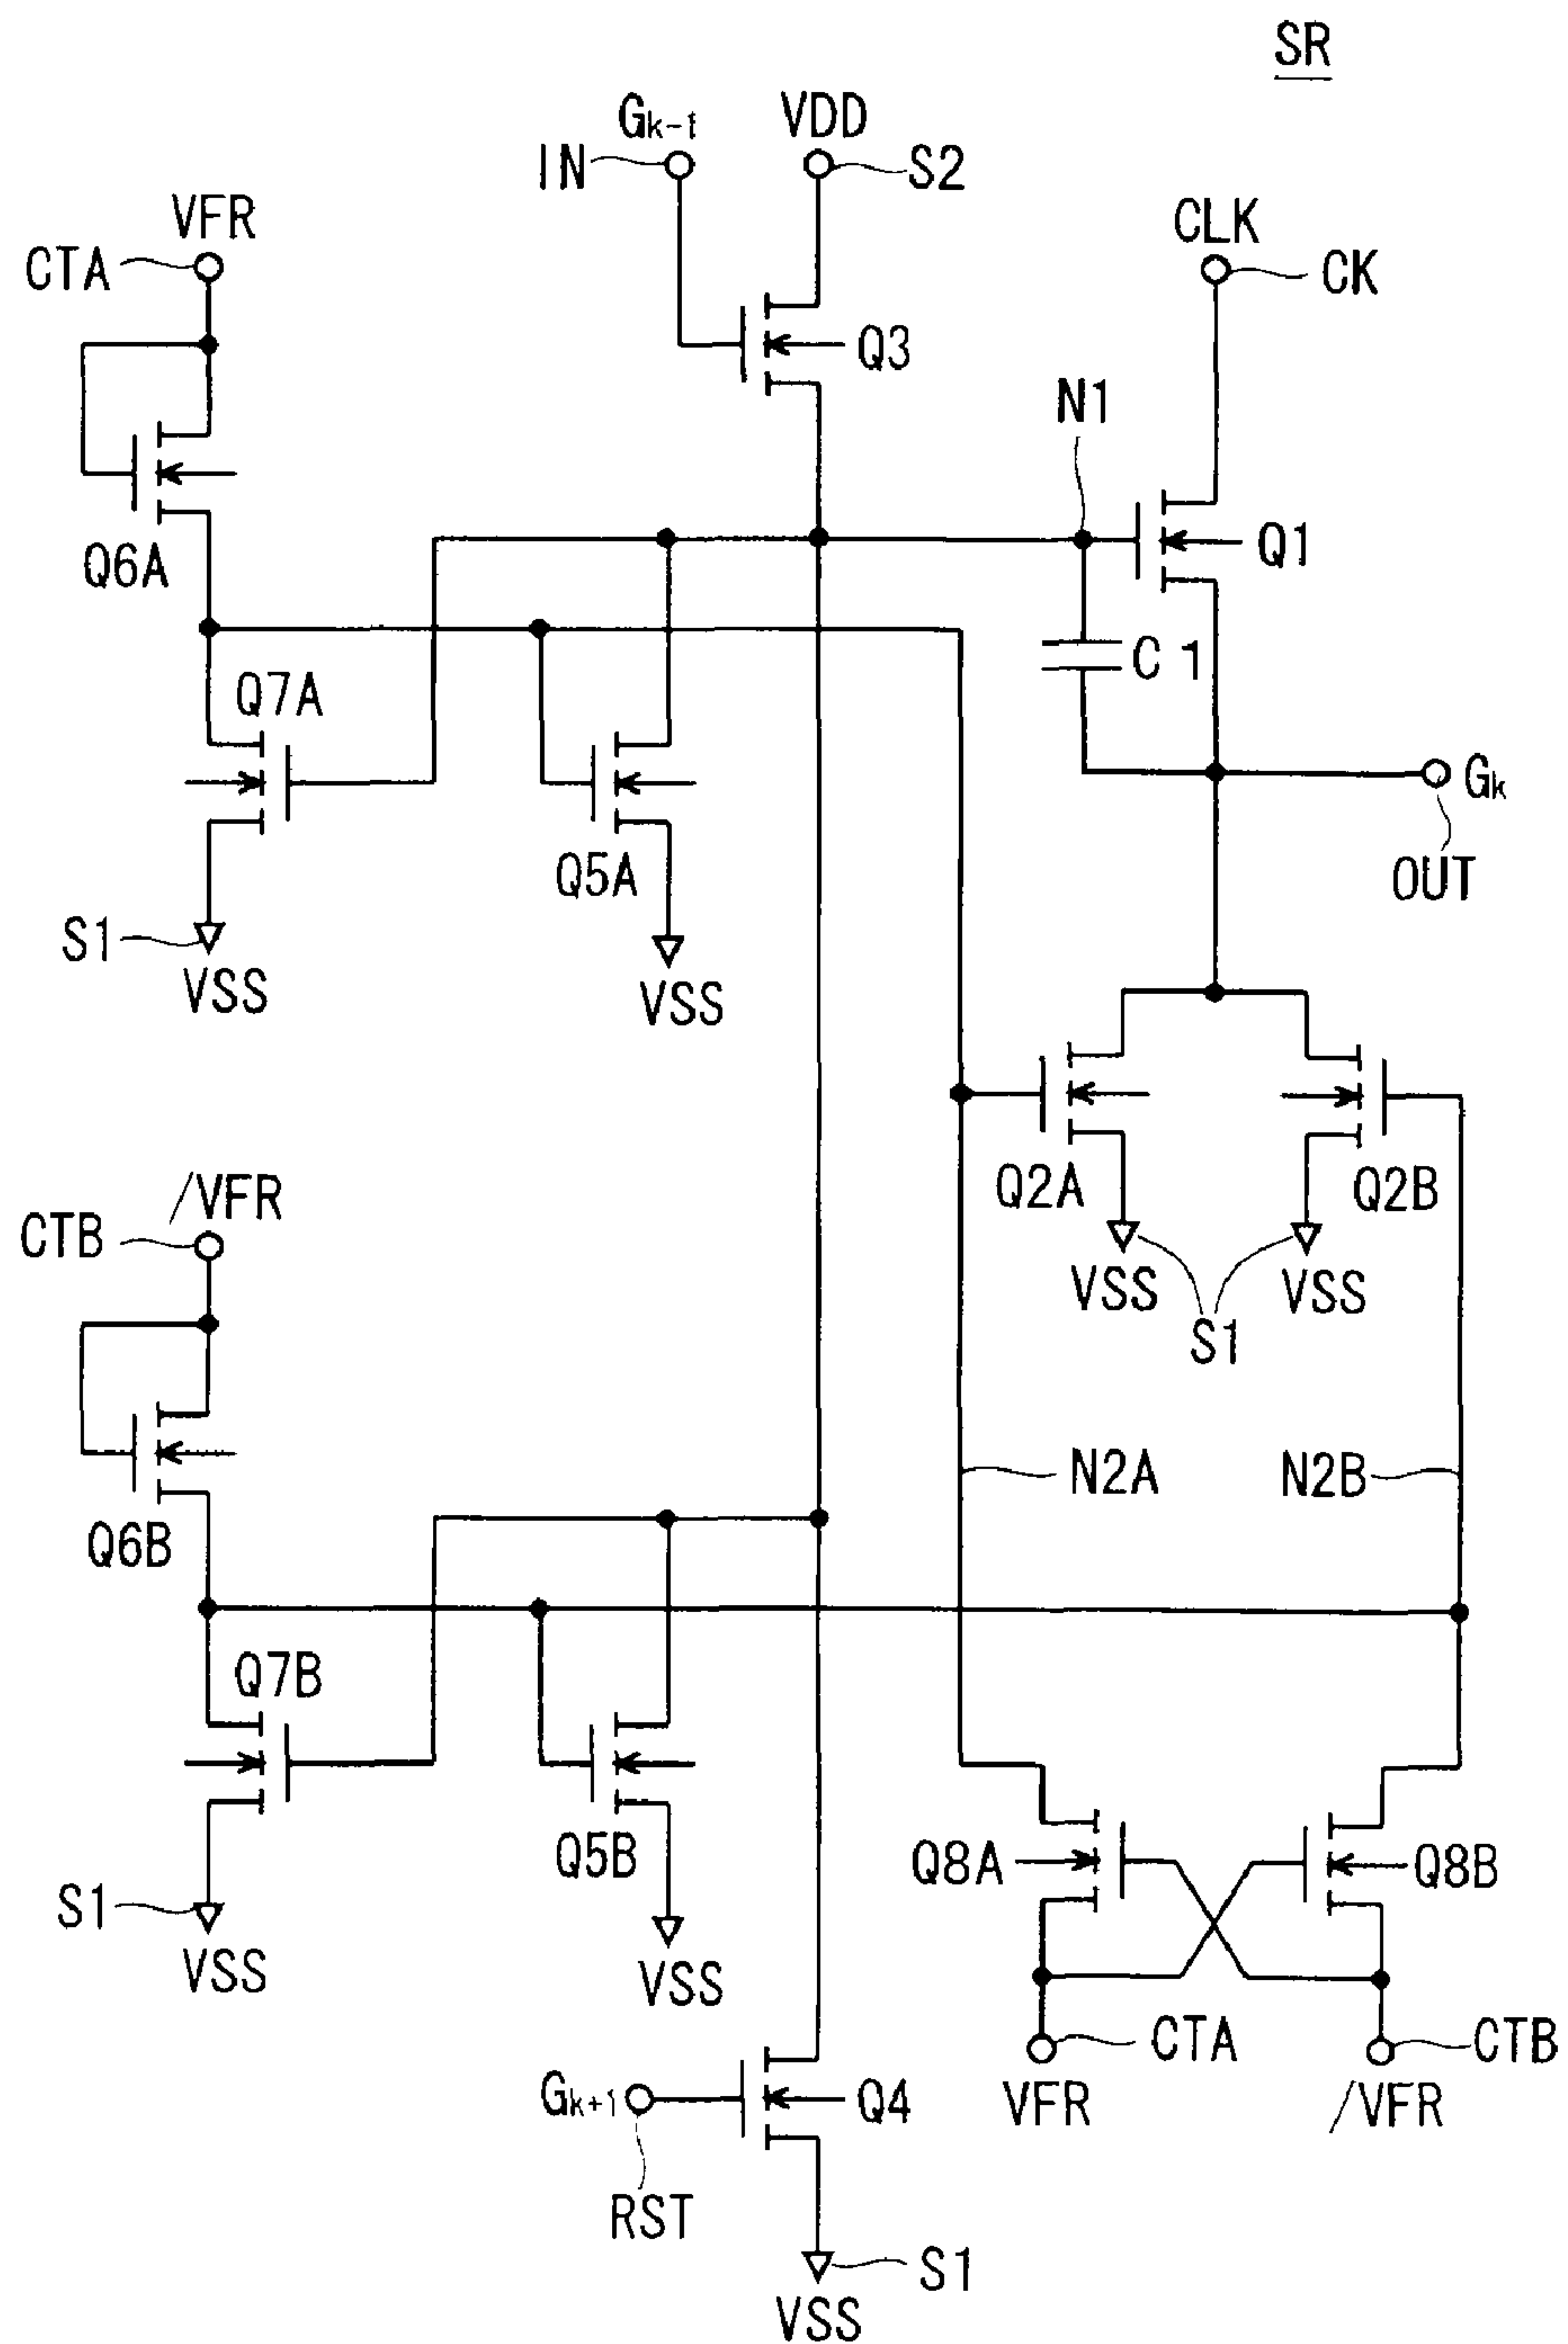 SR
Gk-1
VDD
IN
S2
VFR
CLK
CTA
CK
Q3
N1
Q6A
Q1
C1
Q7A
Gk
Q5A
OUT
S1
VSS
VSS
Q2A
Q2B
/VFR
CTB
VSS
VSS
S1
N2A
N2B
Q6B
Q7B
Q5B
Q8A
Q8B
S1
VSS
VSS
CTA
CTB
Gk+1
Q4
VFR
/VFR
RST
S1
VSS